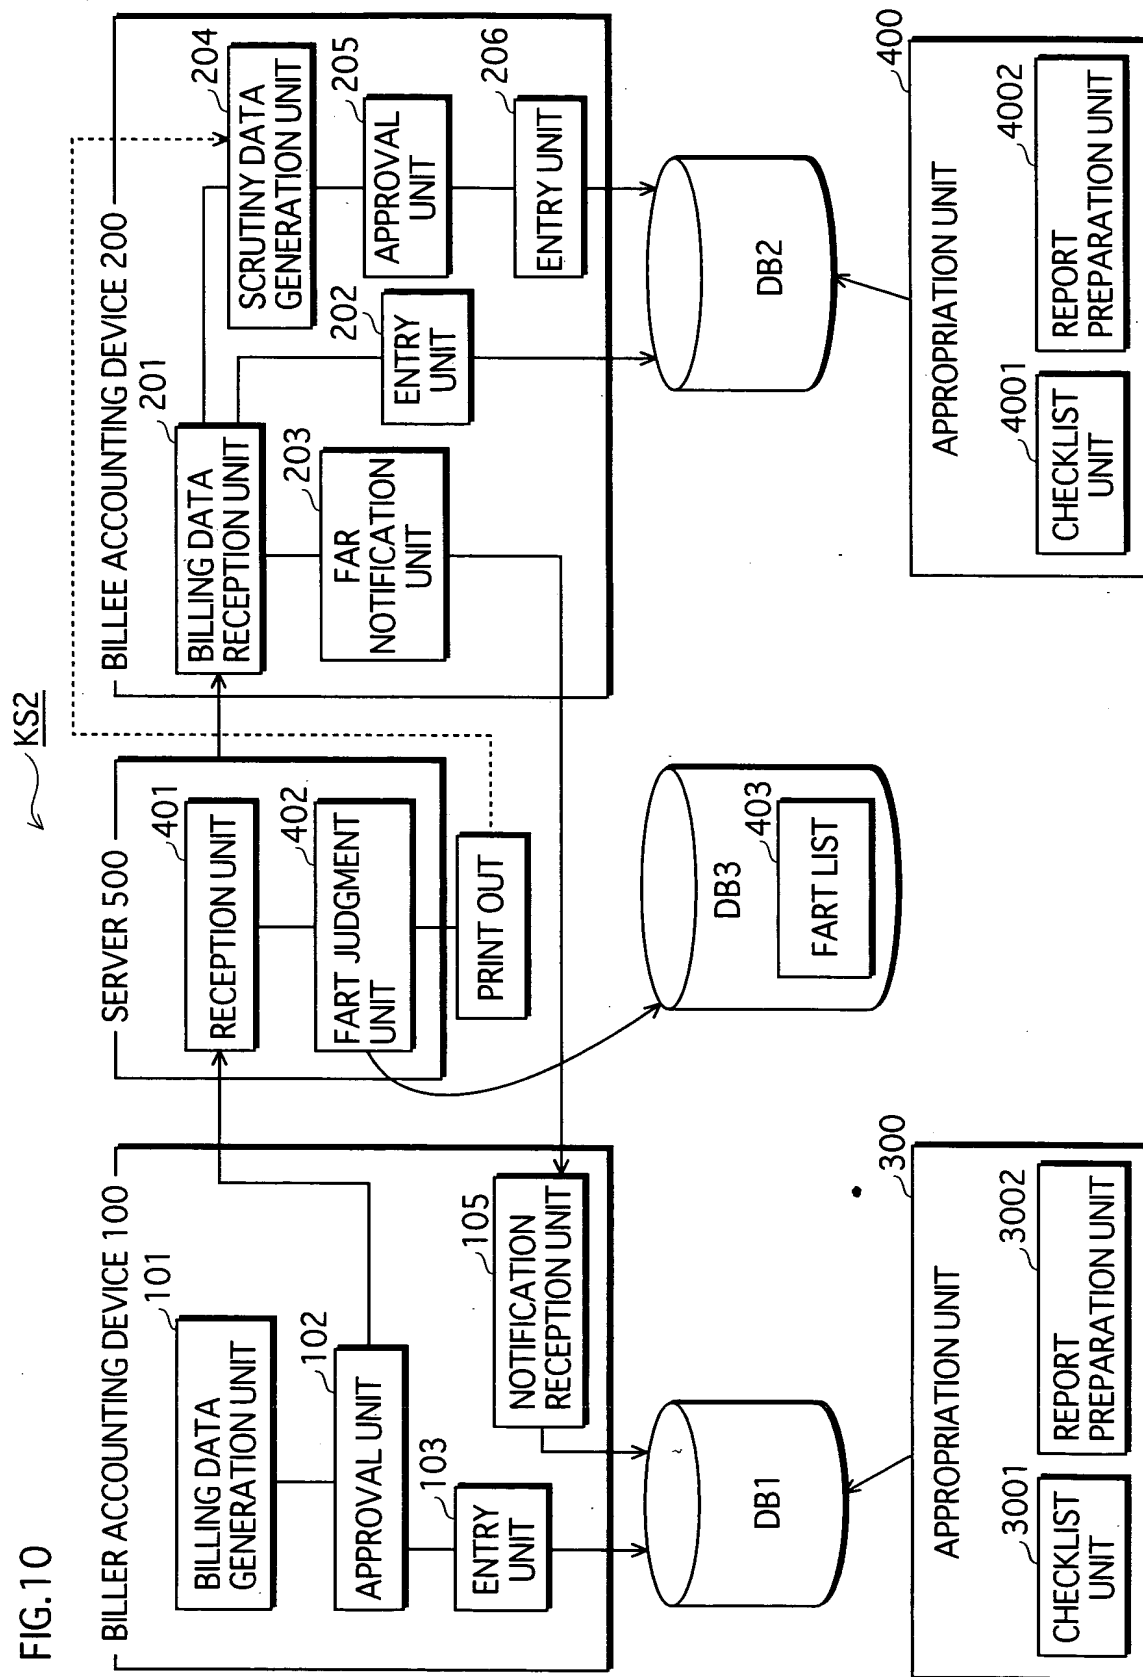 FIG.10
KS2
BILLER ACCOUNTING DEVICE 100
101
BILLING DATA
GENERATION UNIT
102
APPROVAL UNIT
103
ENTRY
UNIT
105
NOTIFICATION
RECEPTION UNIT
DB1
300
APPROPRIATION UNIT
3001
CHECKLIST
UNIT
3002
REPORT
PREPARATION UNIT
SERVER 500
401
RECEPTION UNIT
402
FART JUDGMENT
UNIT
PRINT OUT
DB3
403
FART LIST
BILLEE ACCOUNTING DEVICE 200
201
BILLING DATA
RECEPTION UNIT
203
FAR
NOTIFICATION
UNIT
202
ENTRY
UNIT
204
SCRUTINY DATA
GENERATION UNIT
205
APPROVAL
UNIT
206
ENTRY UNIT
DB2
400
APPROPRIATION UNIT
4001
CHECKLIST
UNIT
4002
REPORT
PREPARATION UNIT